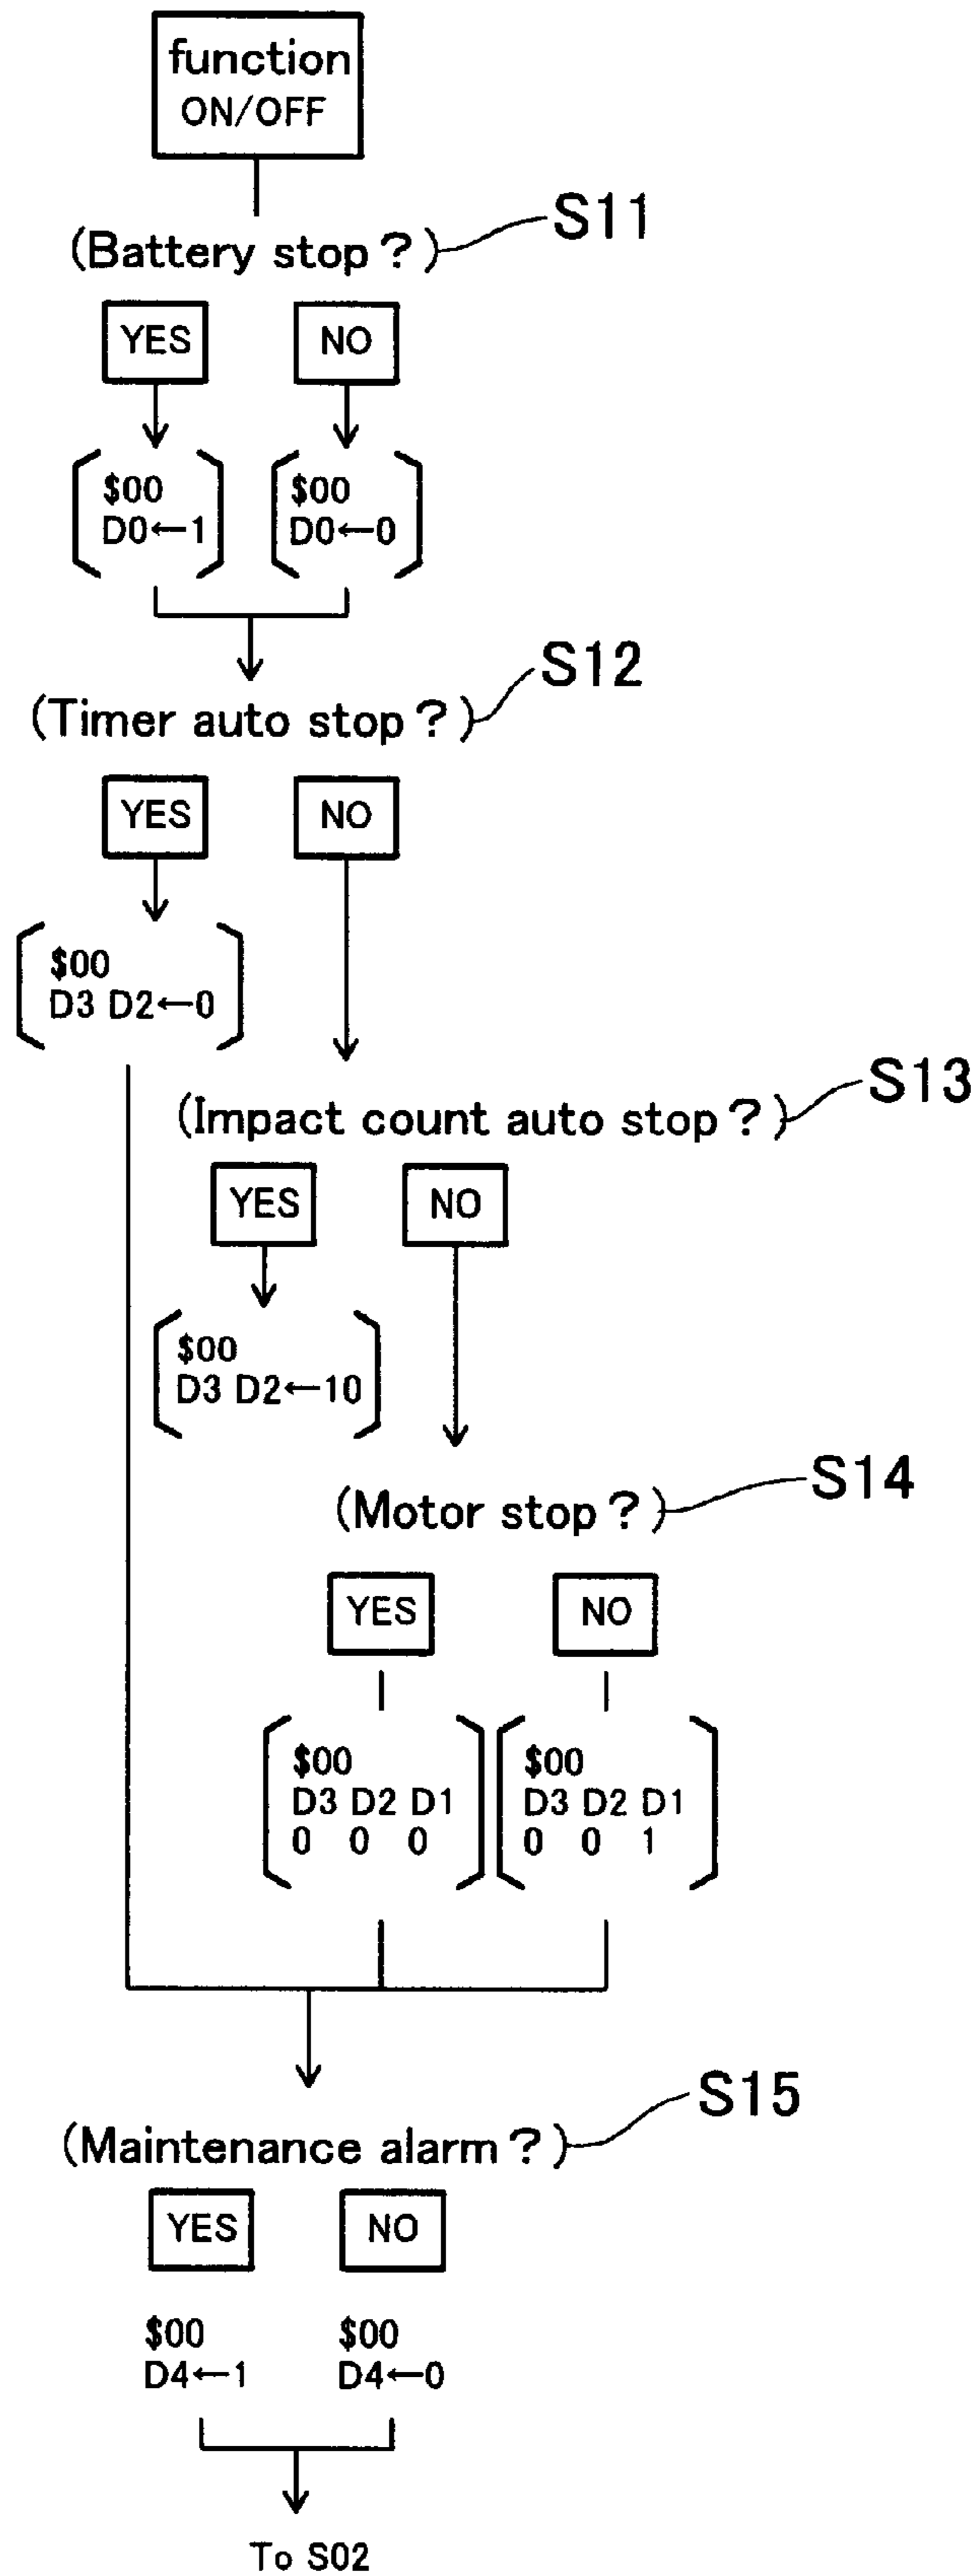 function
ON/OFF
S11
(Battery stop?)
YES NO
$00 $00
D0←1 D0←0
S12
(Timer auto stop?)
YES NO
$00
D3 D2←0
S13
(Impact count auto stop?)
YES NO
$00
D3 D2←10
S14
(Motor stop?)
YES NO
$00 $00
D3 D2 D1 D3 D2 D1
0 0 0 0 0 1
S15
(Maintenance alarm?)
YES NO
$00 $00
D4←1 D4←0
To S02